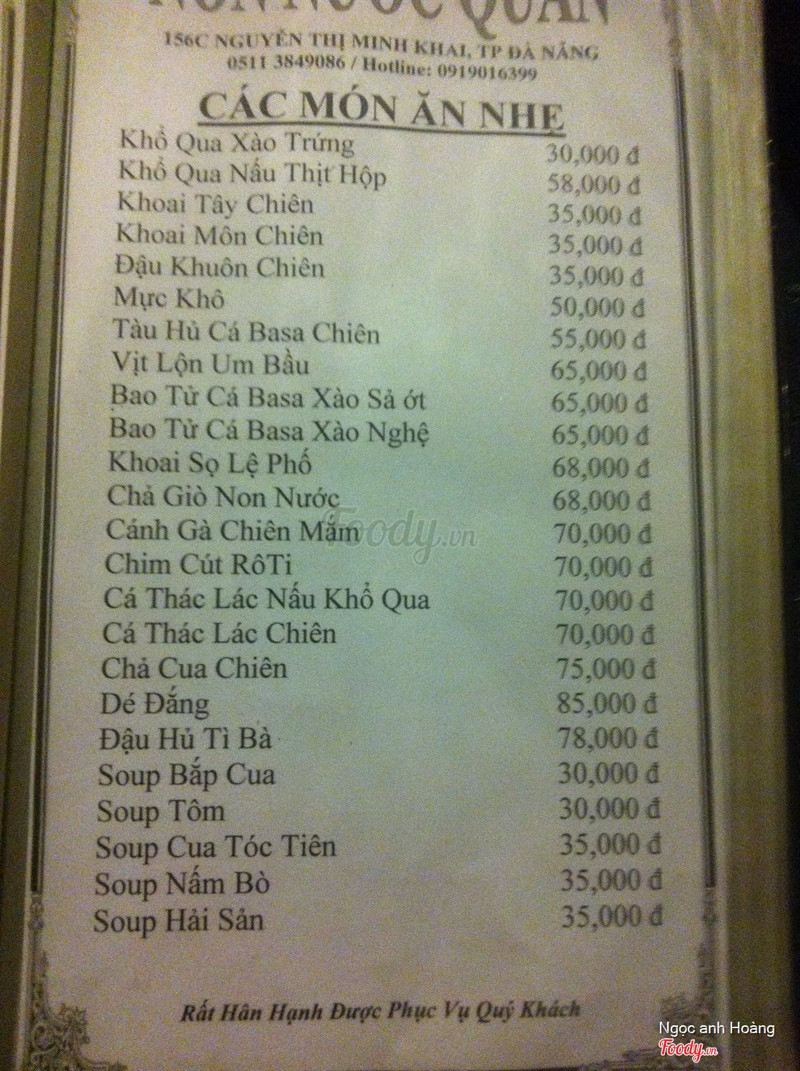 NON NƯỚC QUÁN
156C NGUYỄN THỊ MINH KHAI, TP ĐÀ NẴNG
0511 3849086 / Hotline: 0919016399
CÁC MÓN ĂN NHẸ
Khổ Qua Xào Trứng 30,000 đ
Khổ Qua Nấu Thịt Hộp 58,000 đ
Khoai Tây Chiên 35,000 đ
Khoai Môn Chiên 35,000 đ
Đậu Khuôn Chiên 35,000 đ
Mực Khô 50,000 đ
Tàu Hủ Cá Basa Chiên 55,000 đ
Vịt Lộn Um Bầu 65,000 đ
Bao Tử Cá Basa Xào Sả ớt 65,000 đ
Bao Tử Cá Basa Xào Nghệ 65,000 đ
Khoai Sọ Lệ Phố 68,000 đ
Chả Giò Non Nước 68,000 đ
Cánh Gà Chiên Mắm 70,000 đ
Chim Cút RôTi 70,000 đ
Cá Thác Lác Nấu Khổ Qua 70,000 đ
Cá Thác Lác Chiên 70,000 đ
Chả Cua Chiên 75,000 đ
Dé Đắng 85,000 đ
Đậu Hủ Tì Bà 78,000 đ
Soup Bắp Cua 30,000 đ
Soup Tôm 30,000 đ
Soup Cua Tóc Tiên 35,000 đ
Soup Nấm Bò 35,000 đ
Soup Hải Sản 35,000 đ
Rất Hân Hạnh Được Phục Vụ Quý Khách
Foody.vn
Ngọc anh Hoàng
Foody.vn